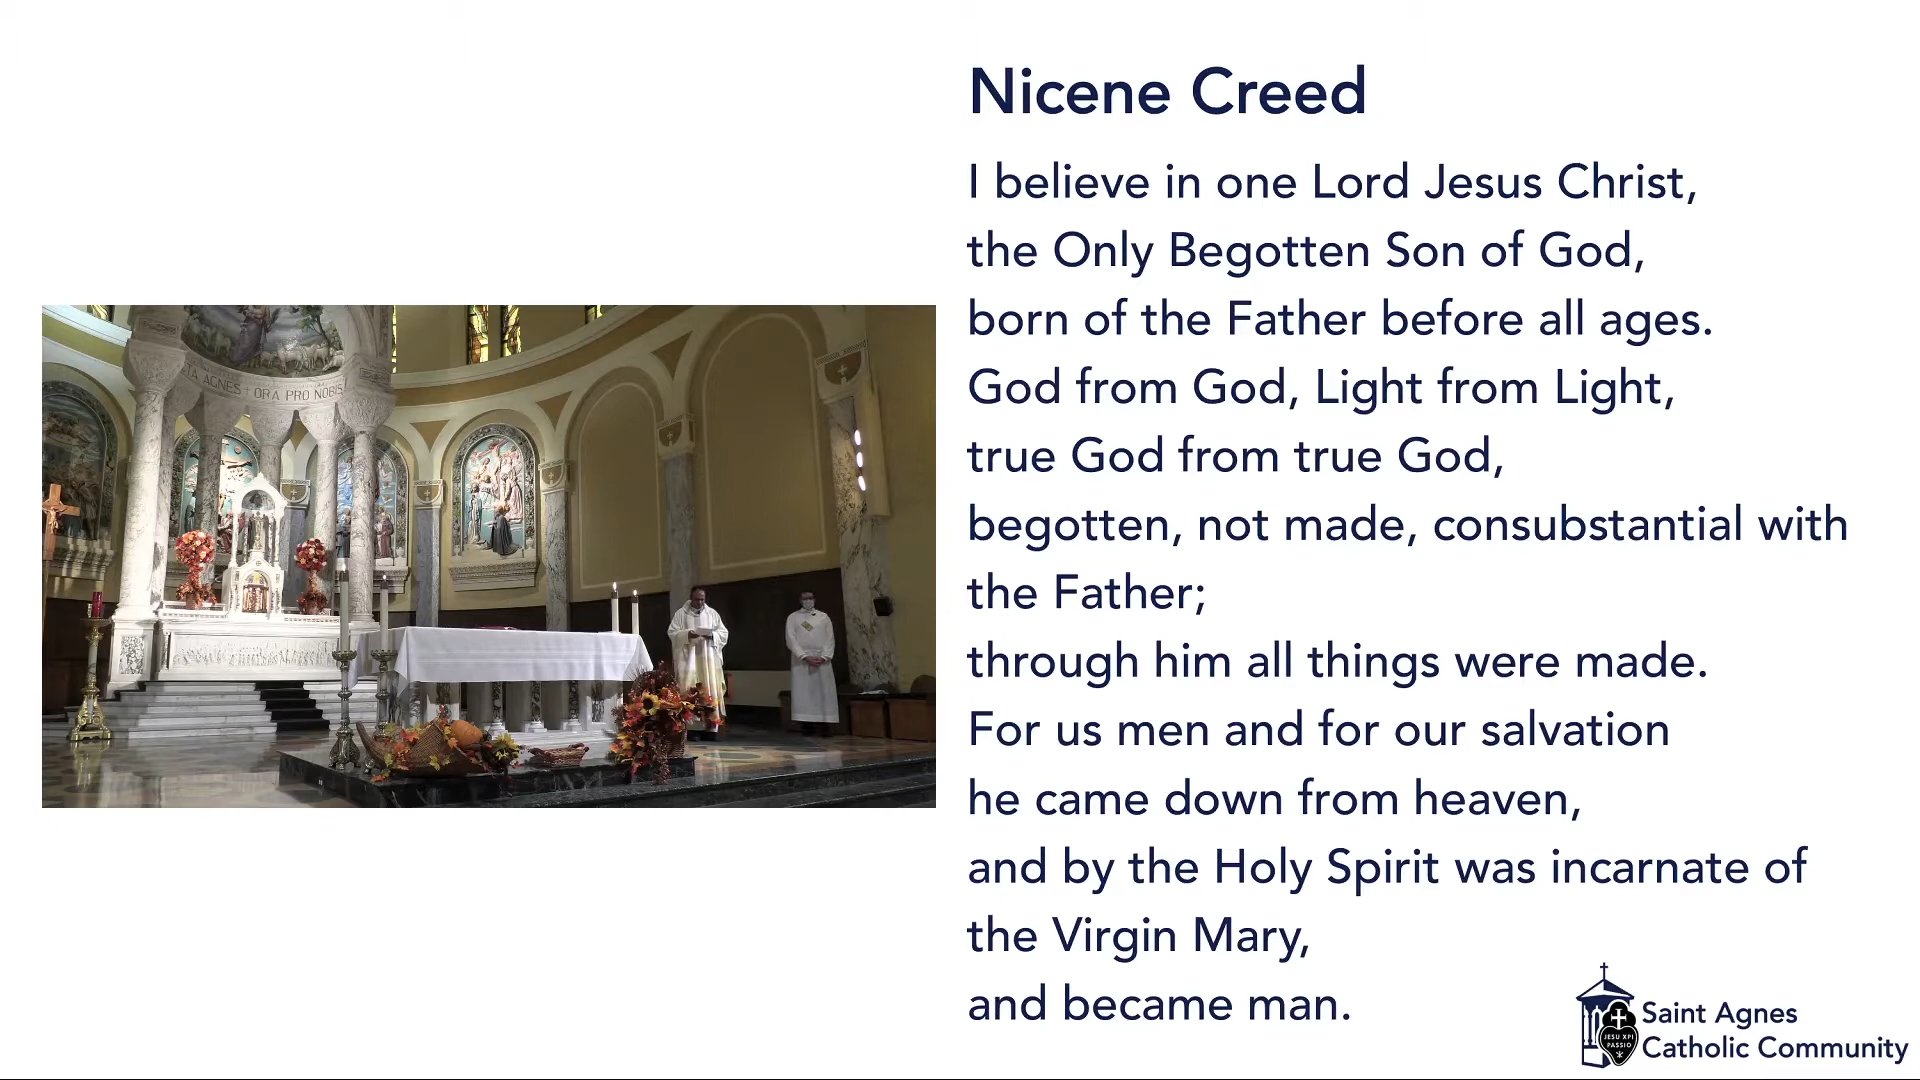 Nicene Creed
I believe in one Lord Jesus Christ,
the Only Begotten Son of God,
born of the Father before all ages.
God from God, Light from Light,
true God from true God,
begotten, not made, consubstantial with
the Father;
through him all things were made.
For us men and for our salvation
he came down from heaven,
and by the Holy Spirit was incarnate of
the Virgin Mary,
and became man.
AGNES ORA PRO NOBIS
JESU XPI
PASSIO
Saint Agnes
Catholic Community